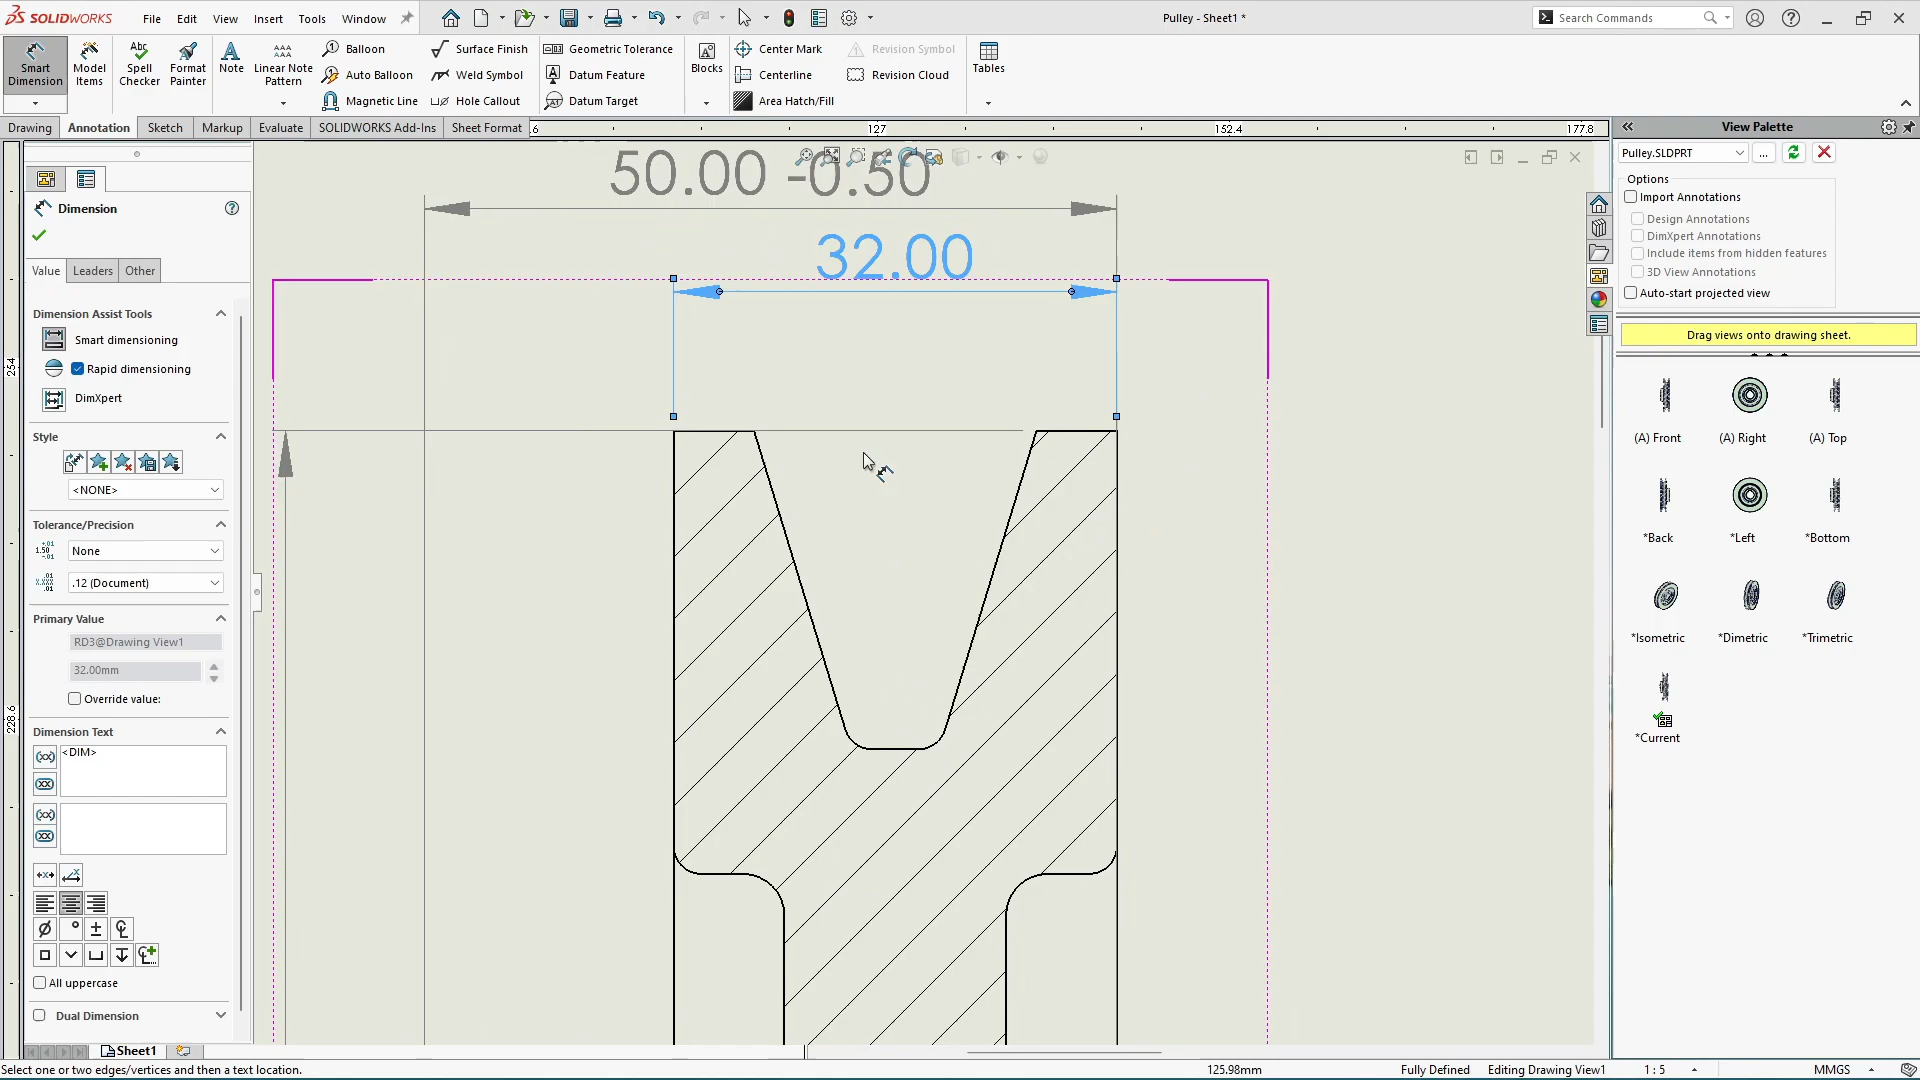 SOLIDWORKS
File Edit View Insert Tools Window
Pulley - Sheet1 *
Search Commands
Smart Dimension
Model Items
Spell Checker
Format Painter
Note
Linear Note Pattern
Balloon
Auto Balloon
Magnetic Line
Surface Finish
Weld Symbol
Hole Callout
Geometric Tolerance
Datum Feature
Datum Target
Blocks
Center Mark
Centerline
Area Hatch/Fill
Revision Symbol
Revision Cloud
Tables
Drawing Annotation Sketch Markup Evaluate SOLIDWORKS Add-Ins Sheet Format
.6 127 152.4 177.8
254
228.6
Dimension
Value Leaders Other
Dimension Assist Tools
Smart dimensioning
Rapid dimensioning
DimXpert
Style
<NONE>
Tolerance/Precision
None
.12 (Document)
Primary Value
RD3@Drawing View1
32.00mm
Override value:
Dimension Text
<DIM>
All uppercase
Dual Dimension
50.00 -0.50
32.00
View Palette
Pulley.SLDPRT
...
Options
Import Annotations
Design Annotations
DimXpert Annotations
Include items from hidden features
3D View Annotations
Auto-start projected view
Drag views onto drawing sheet.
(A) Front (A) Right (A) Top
*Back *Left *Bottom
*Isometric *Dimetric *Trimetric
*Current
Sheet1
Select one or two edges/vertices and then a text location.
125.98mm
Fully Defined
Editing Drawing View1
1 : 5
MMGS